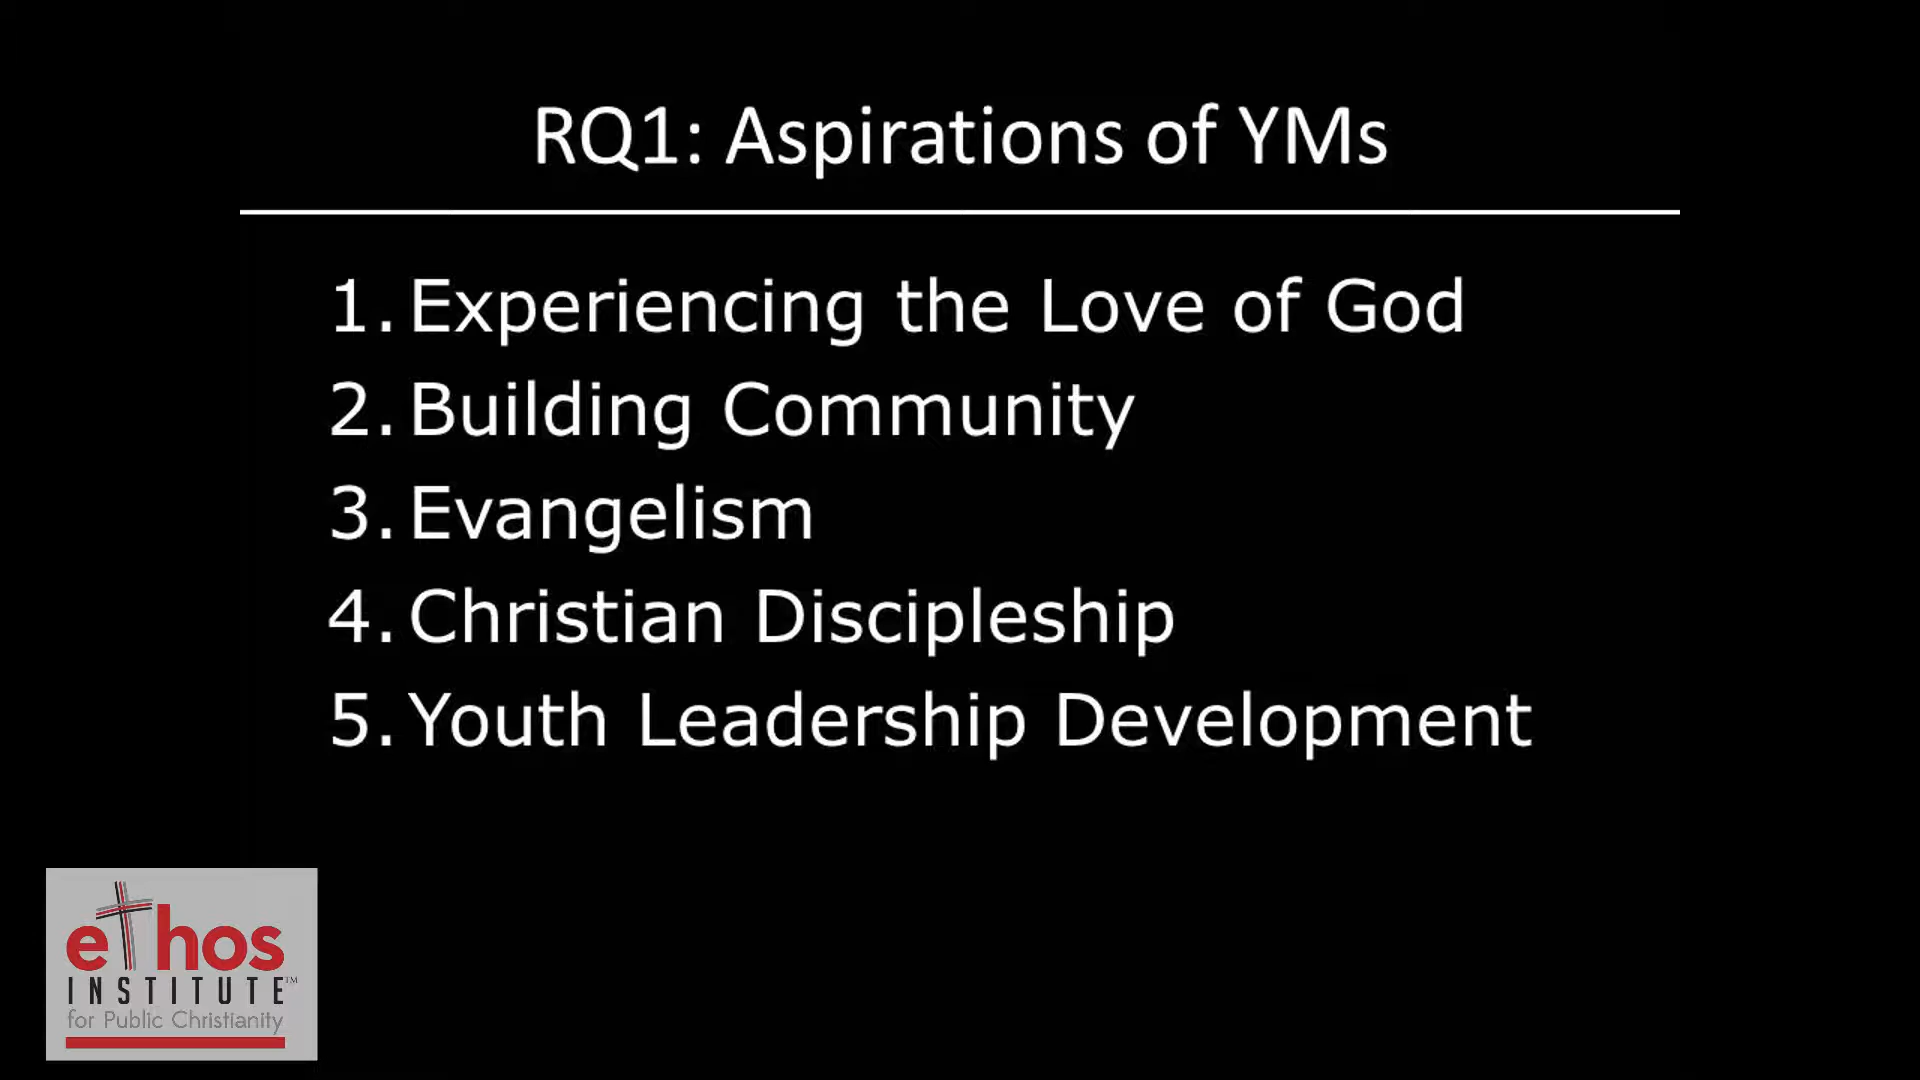 RQ1: Aspirations of YMs
1. Experiencing the Love of God
2. Building Community
3. Evangelism
4. Christian Discipleship
5. Youth Leadership Development
ethos
INSTITUTE™
for Public Christianity